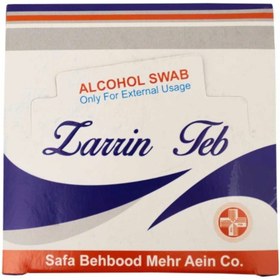 ALCOHOL SWAB
Only For External Usage
Zarrin Teb
Safa Behbood Mehr Aein Co.